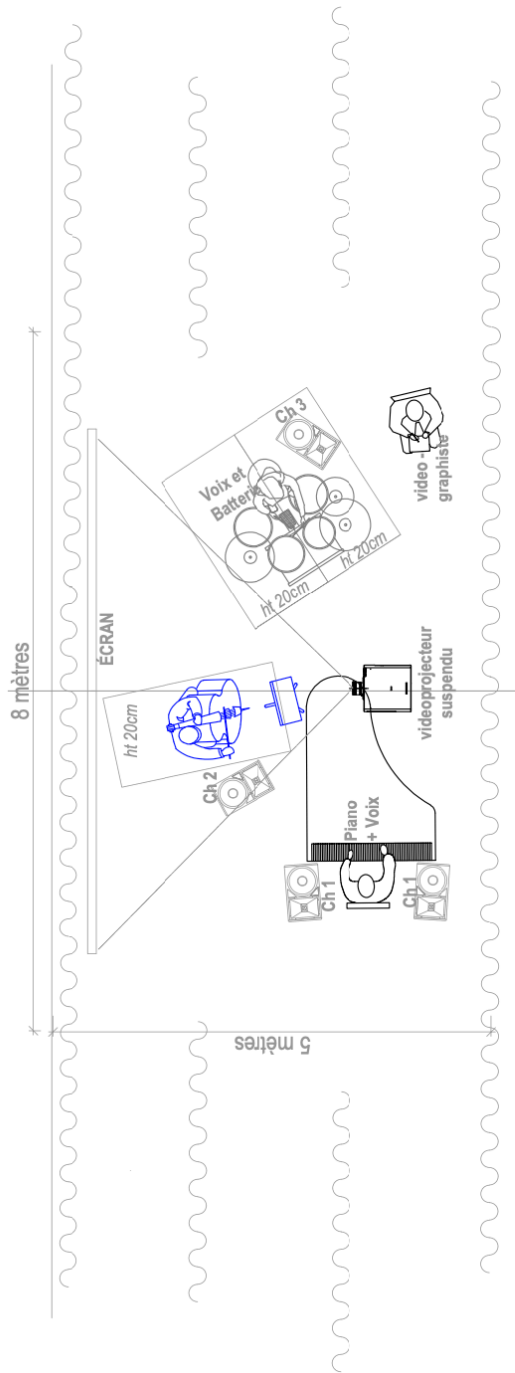 8 mètres
ÉCRAN
ht 20cm
Ch 2
Voix et
Batterie
Ch 3
ht 20cm
ht 20cm
Piano
+ Voix
Ch 1
Ch 1
videoprojecteur
suspendu
video -
graphiste
5 mètres